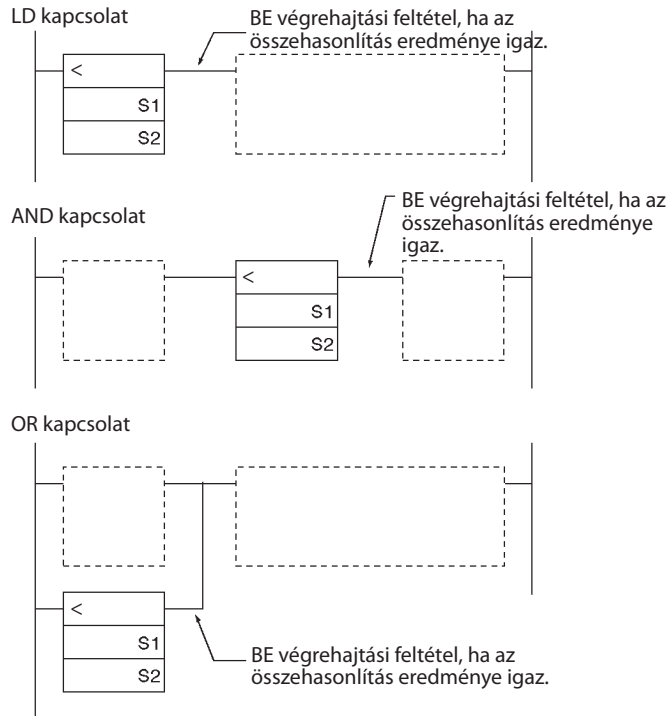 LD kapcsolat
BE végrehajtási feltétel, ha az
összehasonlítás eredménye igaz.
<
S1
S2
AND kapcsolat
BE végrehajtási feltétel, ha az
összehasonlítás eredménye
igaz.
<
S1
S2
OR kapcsolat
<
S1
S2
BE végrehajtási feltétel, ha az
összehasonlítás eredménye igaz.